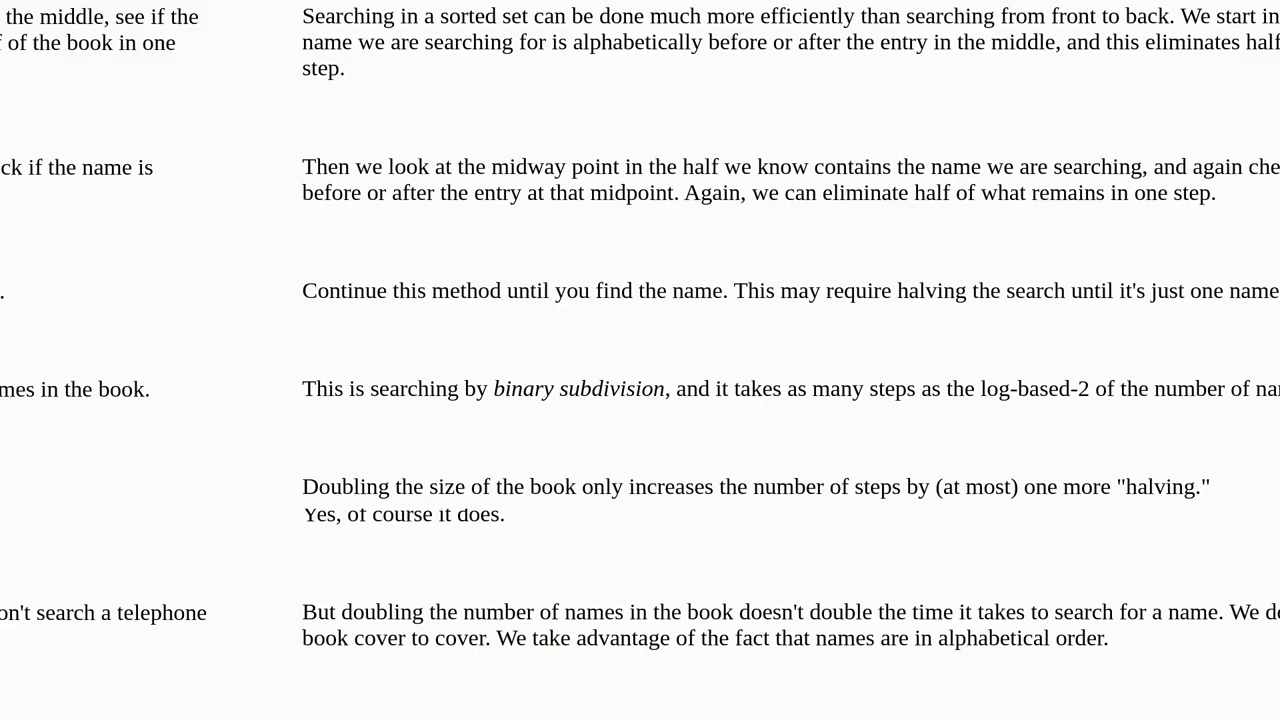 the middle, see if the
f of the book in one
ck if the name is
.
mes in the book.
on't search a telephone
Searching in a sorted set can be done much more efficiently than searching from front to back. We start in
name we are searching for is alphabetically before or after the entry in the middle, and this eliminates half
step.
Then we look at the midway point in the half we know contains the name we are searching, and again che
before or after the entry at that midpoint. Again, we can eliminate half of what remains in one step.
Continue this method until you find the name. This may require halving the search until it's just one name
This is searching by binary subdivision, and it takes as many steps as the log-based-2 of the number of na
Doubling the size of the book only increases the number of steps by (at most) one more "halving."
Yes, of course it does.
But doubling the number of names in the book doesn't double the time it takes to search for a name. We do
book cover to cover. We take advantage of the fact that names are in alphabetical order.